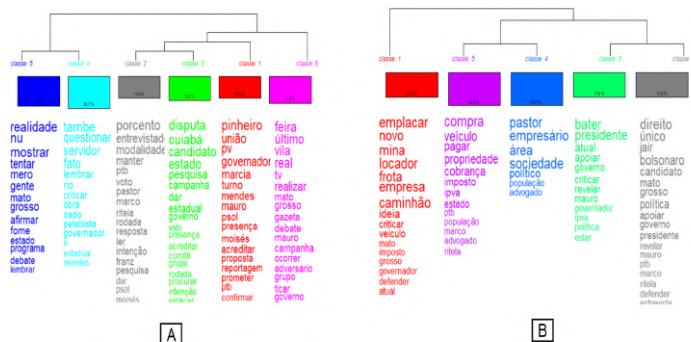 classe 5
classe 4
classe 2
classe 3
classe 1
classe 6
realidade
nu
mostrar
tentar
mero
gente
mato
grosso
afirmar
fome
estado
programa
debate
lembrar
tambe
questionar
servidor
fato
lembrar
rio
criticar
obra
dado
petebista
governador
e
estadual
mendes
porcento
entrevistado
modalidade
manter
ptb
voto
pastor
marco
ritela
rodada
resposta
ler
intenção
franz
pesquisa
dar
psol
moisés
disputa
cuiabá
candidato
estado
pesquisa
campanha
dar
estadual
governo
voto
presença
acreditar
comitê
grupo
rodada
procurar
intenção
pinheiro
união
pv
governador
marcia
turno
mendes
mauro
psol
presença
moisés
acreditar
proposta
reportagem
prometer
ptb
confirmar
feira
último
vila
real
tv
realizar
mato
grosso
gazeta
debate
mauro
campanha
ocorrer
adversário
grupo
ticar
governo
A
classe 1
classe 5
classe 4
classe 3
classe
emplacar
novo
mina
locador
frota
empresa
caminhão
ideia
criticar
veículo
mato
imposto
grosso
governador
defender
atual
compra
veículo
pagar
propriedade
cobrança
imposto
ipva
estado
ptb
população
marco
advogado
ritela
pastor
empresário
área
sociedade
político
população
advogado
bater
presidente
atual
apoiar
governo
criticar
revelar
mauro
governador
ipva
política
estar
direito
único
jair
bolsonaro
candidato
mato
grosso
política
apoiar
governo
presidente
revelar
mauro
ptb
marco
ritela
defender
entrevista
B